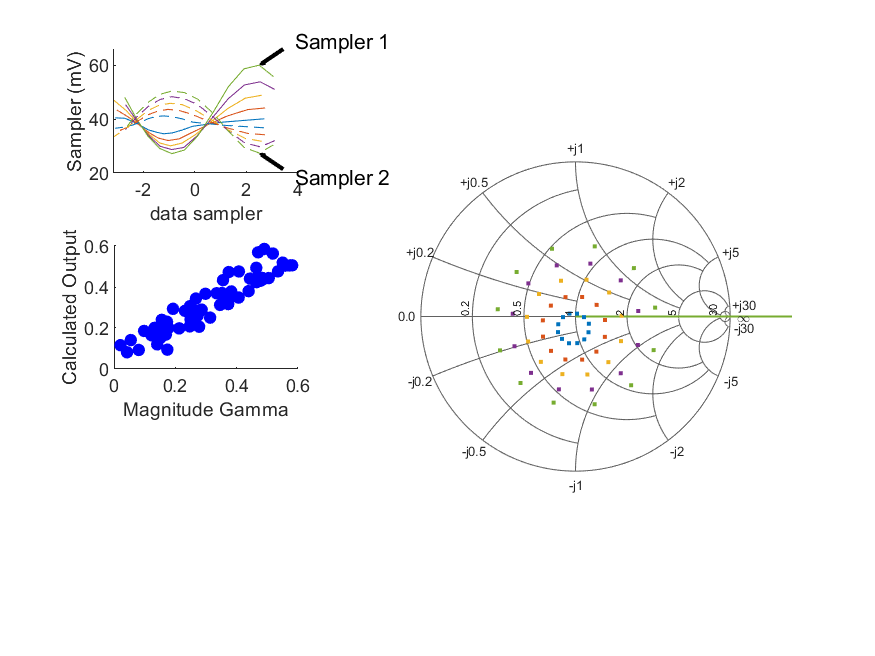 Sampler 1
60
40
20
Sampler (mV)
-2
0
2
4
Sampler 2
data sampler
0.6
0.4
0.2
0
Calculated Output
0
0.2
0.4
0.6
Magnitude Gamma
+j1
+j0.5
+j2
+j0.2
+j5
0.0
0.2
0.5
1
2
5
30
+j30
∞
-j30
-j0.2
-j5
-j0.5
-j2
-j1